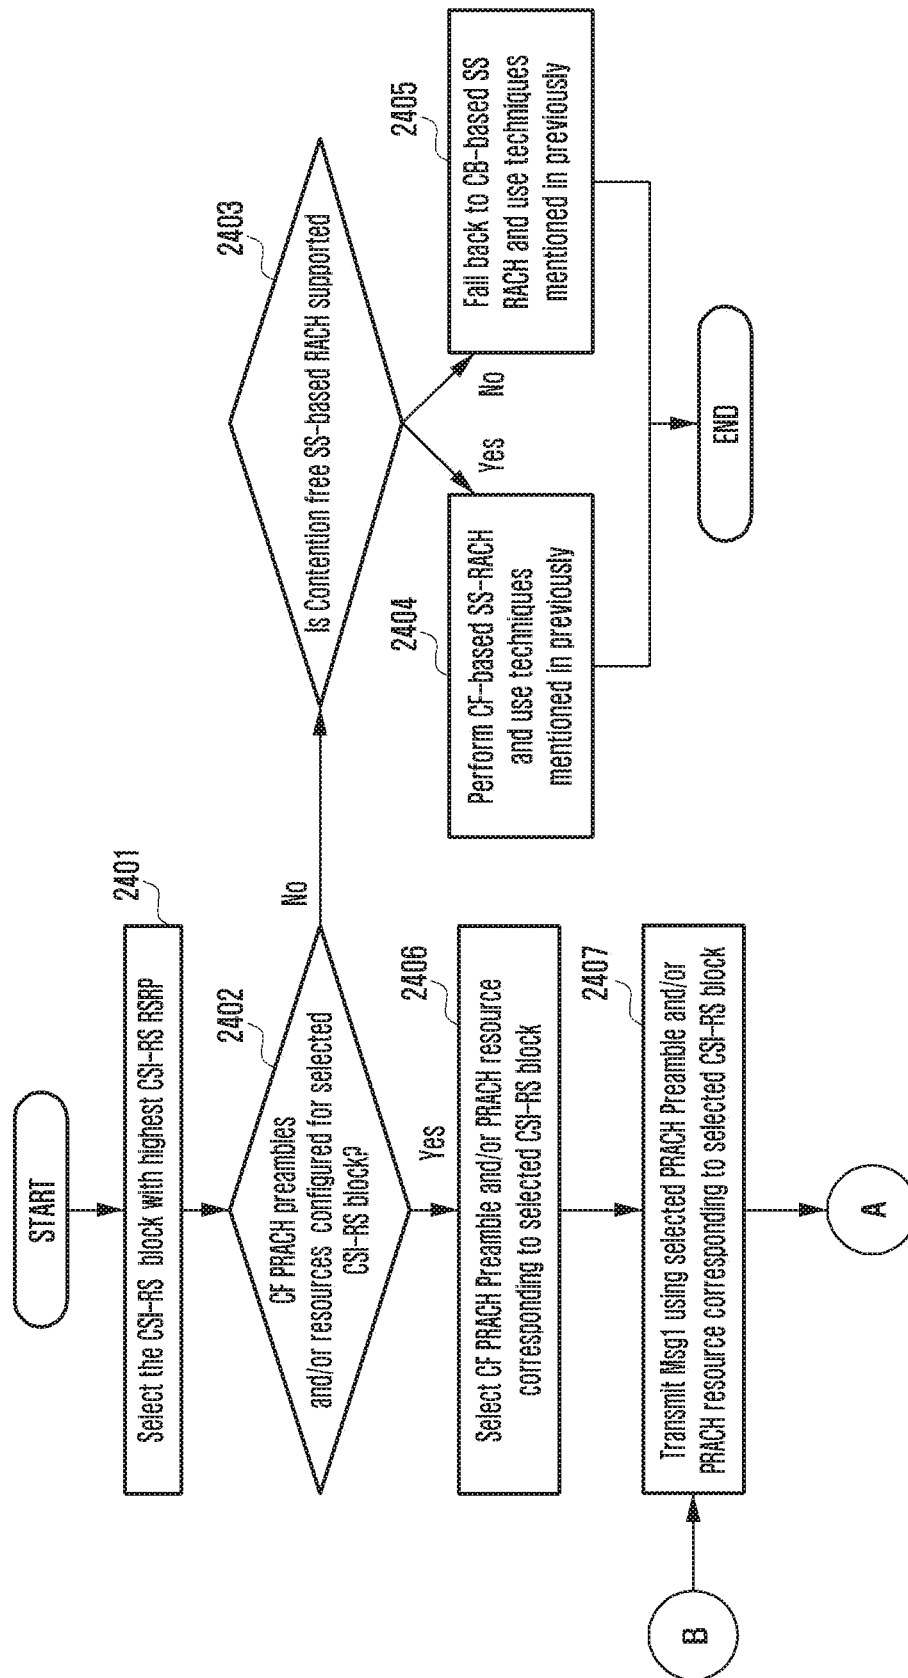 START
2401
Select the CSI-RS block with highest CSI-RS RSRP
2402
CF PRACH preambles
and/or resources configured for selected
CSI-RS block?
No
Yes
2403
Is Contention free SS-based RACH supported
Yes
No
2404
Perform CF-based SS-RACH
and use techniques
mentioned in previously
2405
Fall back to CB-based SS
RACH and use techniques
mentioned in previously
END
2406
Select CF PRACH Preamble and/or PRACH resource
corresponding to selected CSI-RS block
2407
Transmit Msg1 using selected PRACH Preamble and/or
PRACH resource corresponding to selected CSI-RS block
B
A